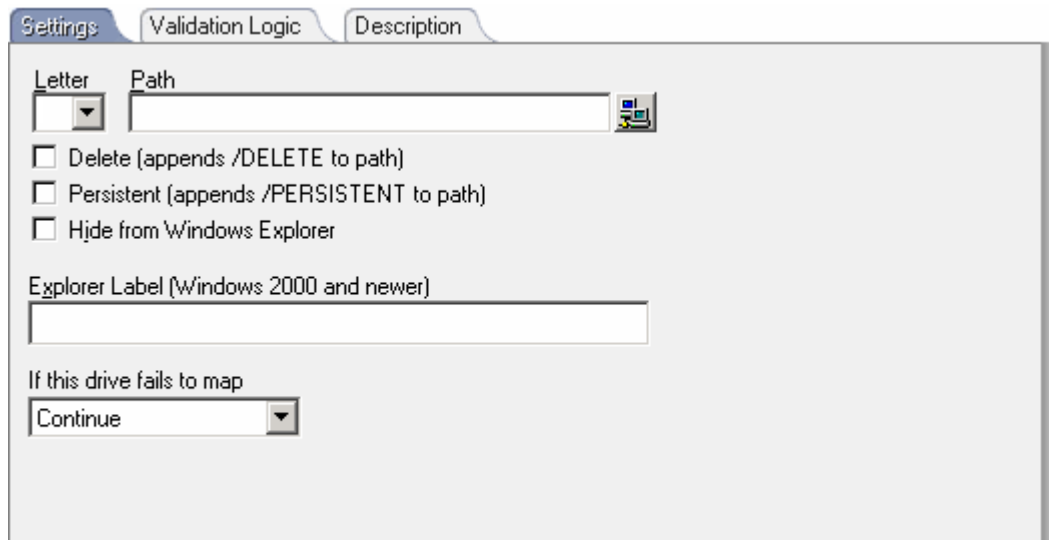 Settings Validation Logic Description
Letter Path
Delete (appends /DELETE to path)
Persistent (appends /PERSISTENT to path)
Hide from Windows Explorer
Explorer Label (Windows 2000 and newer)
If this drive fails to map
Continue